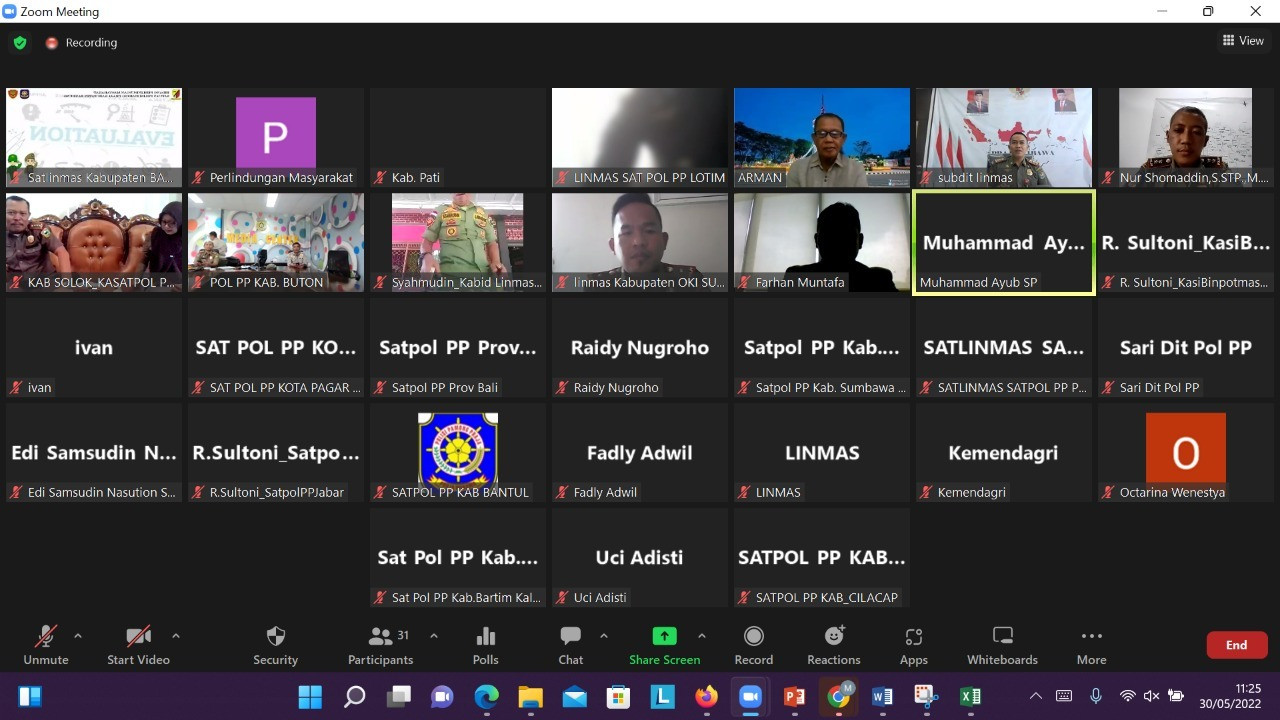 Zoom Meeting
Recording
View
EVALUATION
Satlinmas Kabupaten BA...
P
Perlindungan Masyarakat
Kab. Pati
LINMAS SAT POL PP LOTIM
ARMAN
subdit linmas
Nur Shomaddin,S.STP.,M....
KAB SOLOK_KASATPOL P...
POL PP KAB. BUTON
Syahmudin_Kabid Linmas...
linmas Kabupaten OKI SU...
Farhan Muntafa
Muhammad Ay...
Muhammad Ayub SP
R. Sultoni_KasiB...
R. Sultoni_KasiBinpotmas...
ivan
ivan
SAT POL PP KO...
SAT POL PP KOTA PAGAR ...
Satpol PP Prov...
Satpol PP Prov Bali
Raidy Nugroho
Raidy Nugroho
Satpol PP Kab....
Satpol PP Kab. Sumbawa ...
SATLINMAS SA...
SATLINMAS SATPOL PP P...
Sari Dit Pol PP
Sari Dit Pol PP
Edi Samsudin N...
Edi Samsudin Nasution S...
R.Sultoni_Satpo...
R.Sultoni_SatpolPPJabar
SATPOL PP KAB BANTUL
Fadly Adwil
Fadly Adwil
LINMAS
LINMAS
Kemendagri
Kemendagri
O
Octarina Wenestya
Sat Pol PP Kab....
Sat Pol PP Kab.Bartim Kal...
Uci Adisti
Uci Adisti
SATPOL PP KAB...
SATPOL PP KAB_CILACAP
Unmute
Start Video
Security
31
Participants
Polls
Chat
Share Screen
Record
Reactions
Apps
Whiteboards
More
End
11:25
30/05/2022